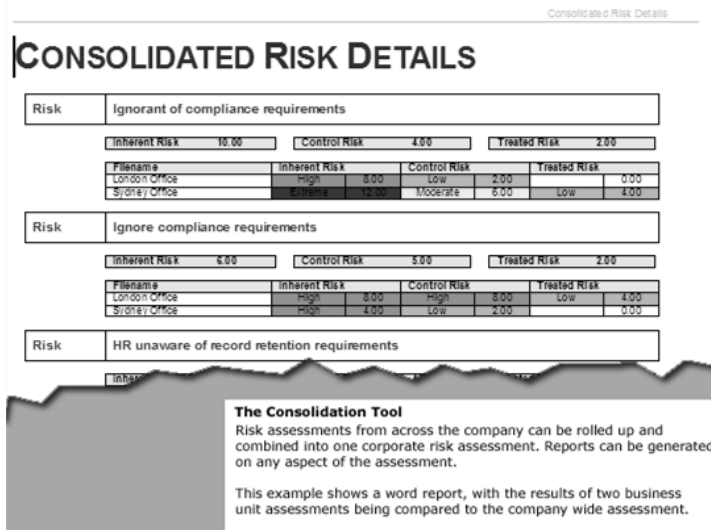 Consolidated Risk Details
CONSOLIDATED RISK DETAILS
Risk Ignorant of compliance requirements
Inherent Risk 10.00 Control Risk 4.00 Treated Risk 2.00
Filename Inherent Risk Control Risk Treated Risk
London Office High 8.00 Low 2.00 0.00
Sydney Office Extreme 12.00 Moderate 6.00 Low 4.00
Risk Ignore compliance requirements
Inherent Risk 6.00 Control Risk 5.00 Treated Risk 2.00
Filename Inherent Risk Control Risk Treated Risk
London Office High 8.00 High 8.00 Low 4.00
Sydney Office High 4.00 Low 2.00 0.00
Risk HR unaware of record retention requirements
The Consolidation Tool
Risk assessments from across the company can be rolled up and
combined into one corporate risk assessment. Reports can be generated
on any aspect of the assessment.
This example shows a word report, with the results of two business
unit assessments being compared to the company wide assessment.